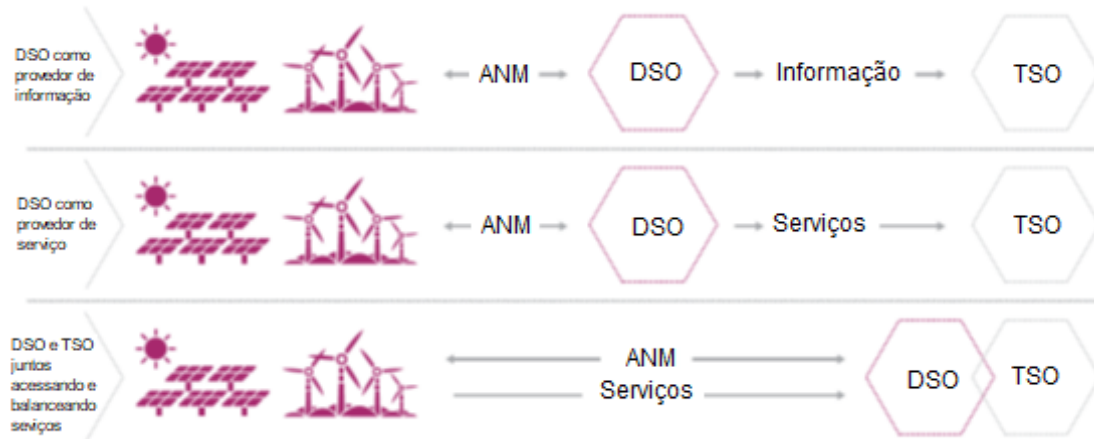 DSO como
provedor de
informação
ANM
DSO
Informação
TSO
DSO como
provedor de
serviço
ANM
DSO
Serviços
TSO
DSO e TSO
juntos
acessando e
balanceando
seviços
ANM
Serviços
DSO
TSO